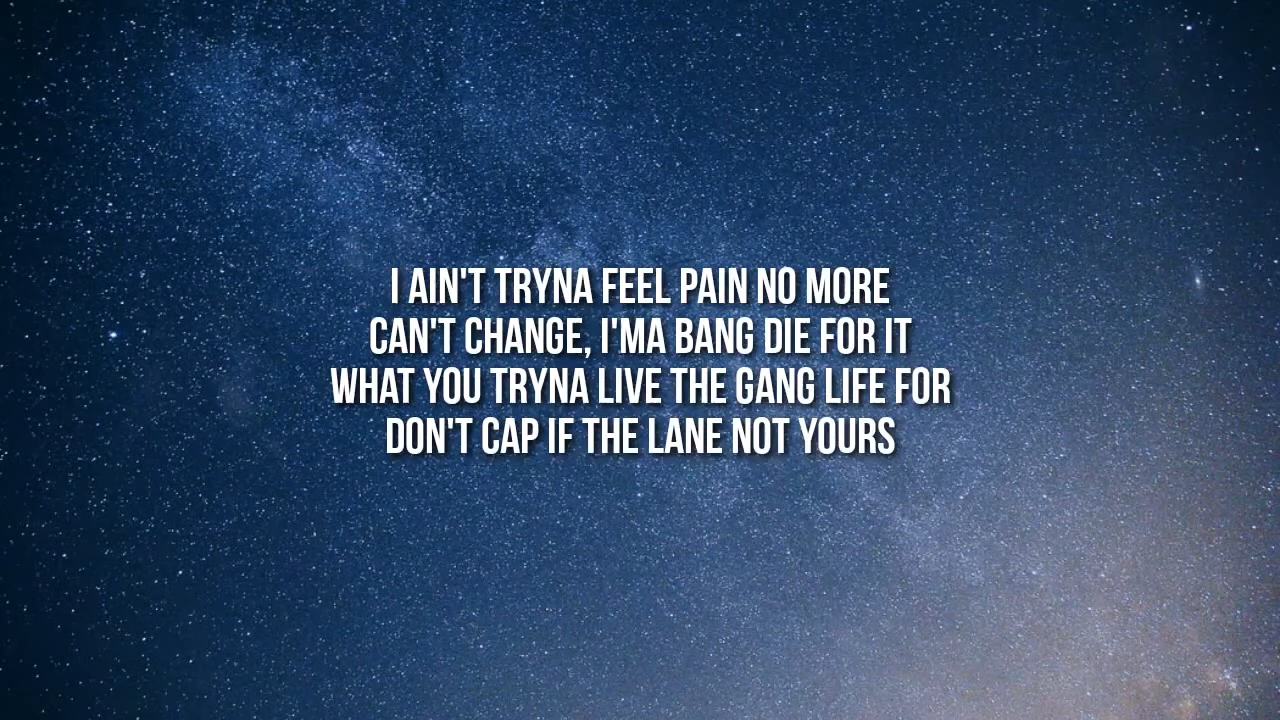 I AIN'T TRYNA FEEL PAIN NO MORE
CAN'T CHANGE, I'MA BANG DIE FOR IT
WHAT YOU TRYNA LIVE THE GANG LIFE FOR
DON'T CAP IF THE LANE NOT YOURS